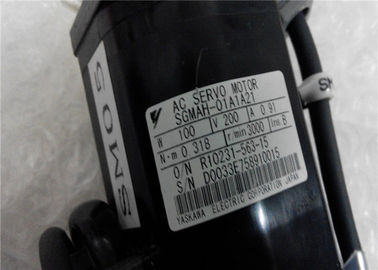 AC SERVO MOTOR
SGMAH-01A1A21
W 100 V 200 A 0.91
N·m 0.318 r/min 3000 Ins. B
O/N R10231-563-15
S/N D0033E758910015
YASKAWA ELECTRIC CORPORATION JAPAN
SMOS